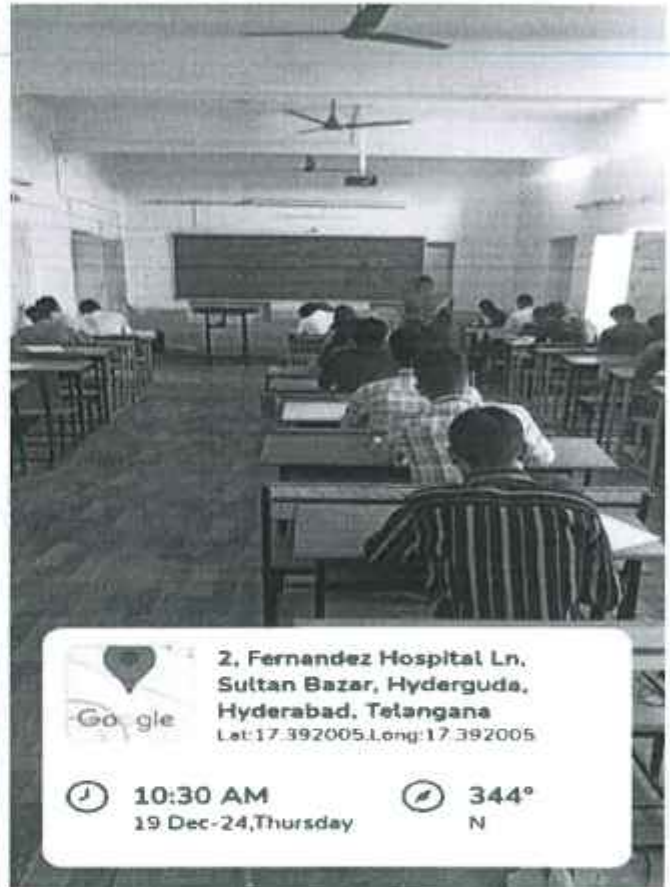 2, Fernandez Hospital Ln,
Sultan Bazar, Hyderguda,
Hyderabad, Telangana
Lat:17.392005,Long:17.392005
Google
10:30 AM
19 Dec-24,Thursday
344°
N